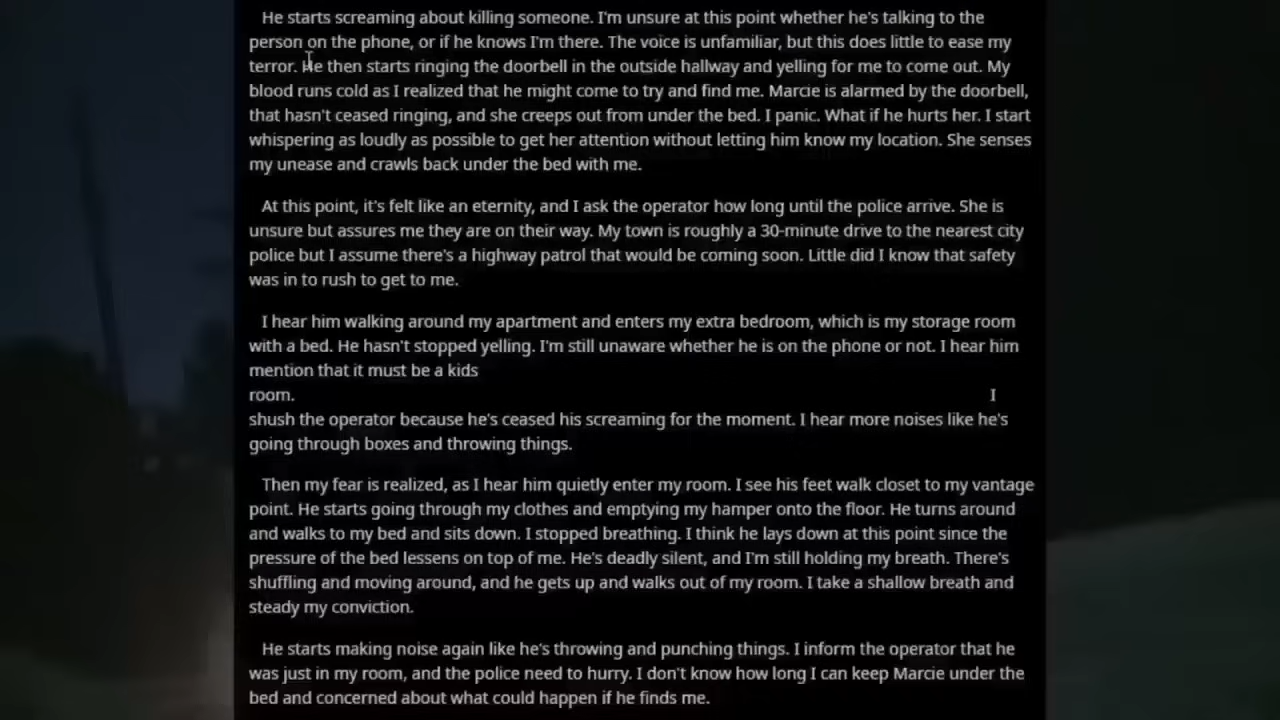 He starts screaming about killing someone. I'm unsure at this point whether he's talking to the
person on the phone, or if he knows I'm there. The voice is unfamiliar, but this does little to ease my
terror. He then starts ringing the doorbell in the outside hallway and yelling for me to come out. My
blood runs cold as I realized that he might come to try and find me. Marcie is alarmed by the doorbell,
that hasn't ceased ringing, and she creeps out from under the bed. I panic. What if he hurts her. I start
whispering as loudly as possible to get her attention without letting him know my location. She senses
my unease and crawls back under the bed with me.
At this point, it's felt like an eternity, and I ask the operator how long until the police arrive. She is
unsure but assures me they are on their way. My town is roughly a 30-minute drive to the nearest city
police but I assume there's a highway patrol that would be coming soon. Little did I know that safety
was in to rush to get to me.
I hear him walking around my apartment and enters my extra bedroom, which is my storage room
with a bed. He hasn't stopped yelling. I'm still unaware whether he is on the phone or not. I hear him
mention that it must be a kids
room. I
shush the operator because he's ceased his screaming for the moment. I hear more noises like he's
going through boxes and throwing things.
Then my fear is realized, as I hear him quietly enter my room. I see his feet walk closet to my vantage
point. He starts going through my clothes and emptying my hamper onto the floor. He turns around
and walks to my bed and sits down. I stopped breathing. I think he lays down at this point since the
pressure of the bed lessens on top of me. He's deadly silent, and I'm still holding my breath. There's
shuffling and moving around, and he gets up and walks out of my room. I take a shallow breath and
steady my conviction.
He starts making noise again like he's throwing and punching things. I inform the operator that he
was just in my room, and the police need to hurry. I don't know how long I can keep Marcie under the
bed and concerned about what could happen if he finds me.